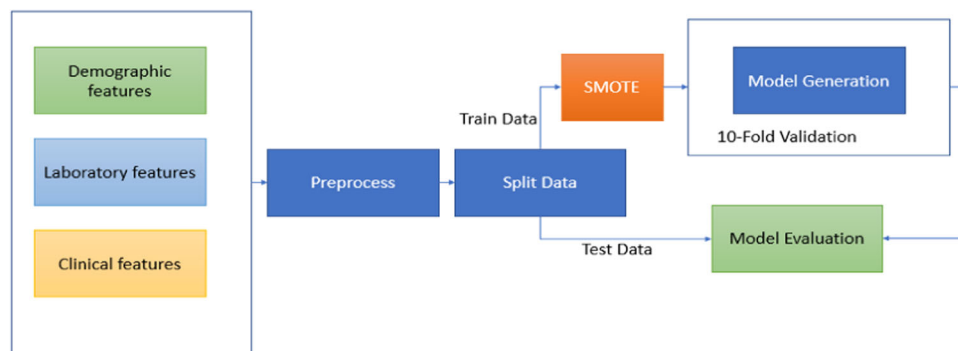 Demographic
features
Laboratory features
Clinical features
Preprocess
Split Data
Train Data
SMOTE
Model Generation
10-Fold Validation
Test Data
Model Evaluation